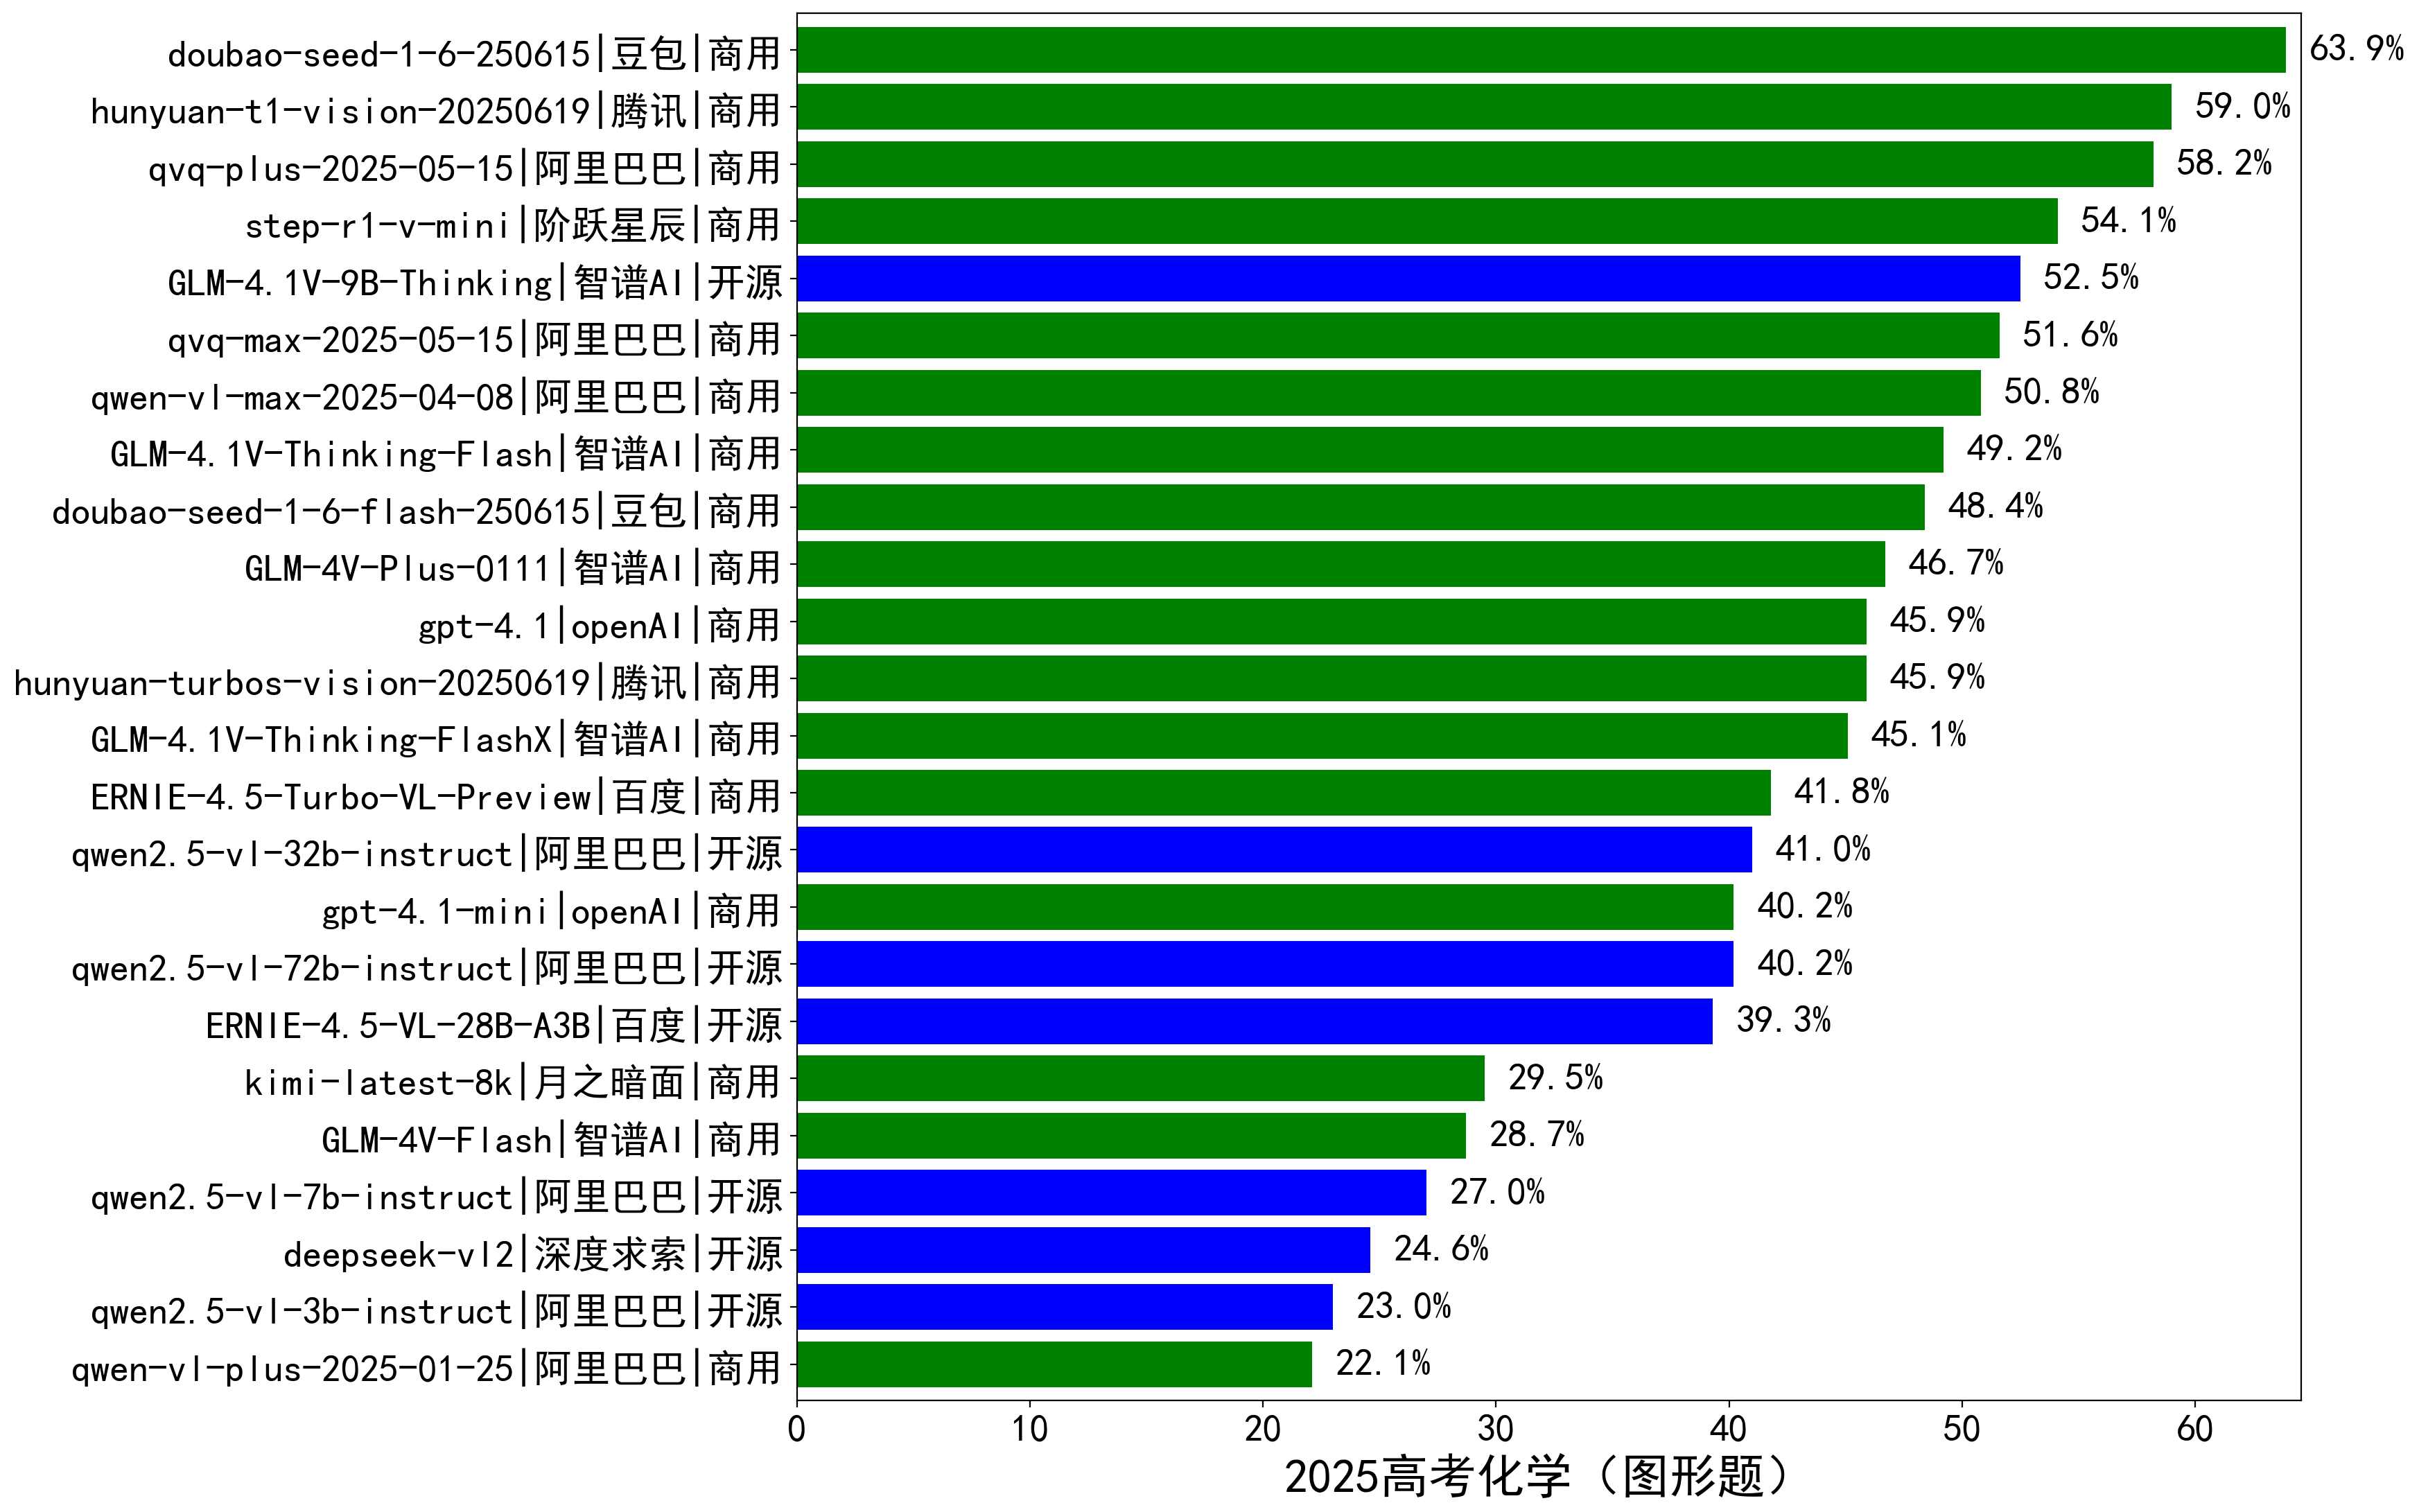 doubao-seed-1-6-250615|豆包|商用 63.9%
hunyuan-t1-vision-20250619|腾讯|商用 59.0%
qvq-plus-2025-05-15|阿里巴巴|商用 58.2%
step-r1-v-mini|阶跃星辰|商用 54.1%
GLM-4.1V-9B-Thinking|智谱AI|开源 52.5%
qvq-max-2025-05-15|阿里巴巴|商用 51.6%
qwen-vl-max-2025-04-08|阿里巴巴|商用 50.8%
GLM-4.1V-Thinking-Flash|智谱AI|商用 49.2%
doubao-seed-1-6-flash-250615|豆包|商用 48.4%
GLM-4V-Plus-0111|智谱AI|商用 46.7%
gpt-4.1|openAI|商用 45.9%
hunyuan-turbos-vision-20250619|腾讯|商用 45.9%
GLM-4.1V-Thinking-FlashX|智谱AI|商用 45.1%
ERNIE-4.5-Turbo-VL-Preview|百度|商用 41.8%
qwen2.5-vl-32b-instruct|阿里巴巴|开源 41.0%
gpt-4.1-mini|openAI|商用 40.2%
qwen2.5-vl-72b-instruct|阿里巴巴|开源 40.2%
ERNIE-4.5-VL-28B-A3B|百度|开源 39.3%
kimi-latest-8k|月之暗面|商用 29.5%
GLM-4V-Flash|智谱AI|商用 28.7%
qwen2.5-vl-7b-instruct|阿里巴巴|开源 27.0%
deepseek-vl2|深度求索|开源 24.6%
qwen2.5-vl-3b-instruct|阿里巴巴|开源 23.0%
qwen-vl-plus-2025-01-25|阿里巴巴|商用 22.1%
0 10 20 30 40 50 60
2025高考化学（图形题）